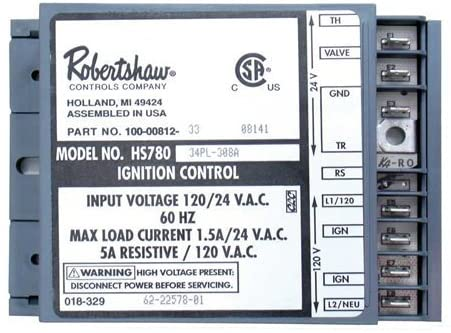 Robertshaw®
CONTROLS COMPANY
HOLLAND, MI 49424
ASSEMBLED IN USA
CSA
C US
PART NO. 100-00812- 33 08141
MODEL NO. HS780 34PL-308A
IGNITION CONTROL
INPUT VOLTAGE 120/24 V.A.C.
60 HZ
MAX LOAD CURRENT 1.5A/24 V.A.C.
5A RESISTIVE / 120 V.A.C.
WARNING HIGH VOLTAGE PRESENT:
DISCONNECT POWER BEFORE SERVICING.
018-329 62-22578-01
TH
VALVE
24 V
GND
TR
RS
L1/120
IGN
120 V
IGN
L2/NEU